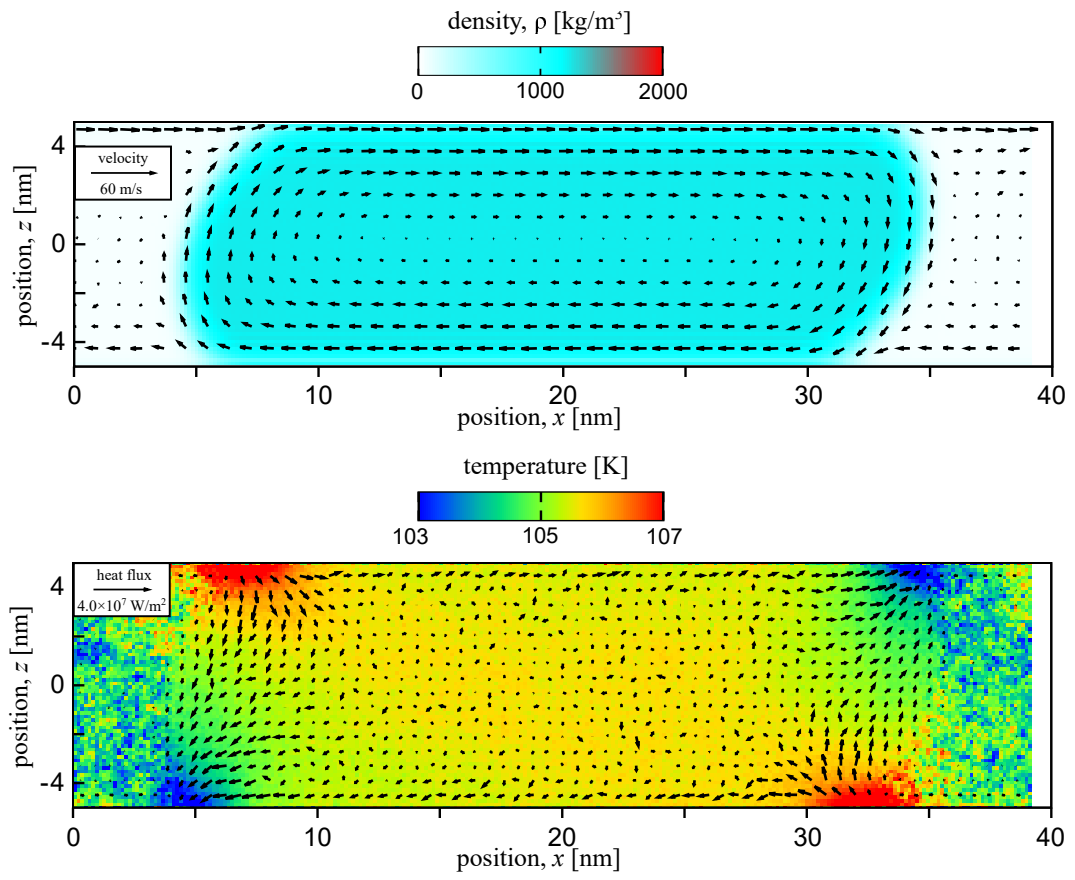 density, ρ [kg/m³]
0 1000 2000
4
0
-4
position, z [nm]
velocity
60 m/s
0 10 20 30 40
position, x [nm]
temperature [K]
103 105 107
4
0
-4
position, z [nm]
heat flux
4.0×10⁷ W/m²
0 10 20 30 40
position, x [nm]